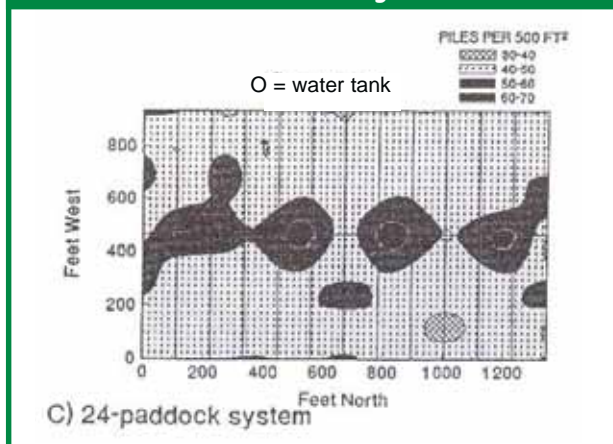 PILES PER 500 FT²
30-40
40-50
50-60
60-70
O = water tank
800
600
400
200
0
Feet West
0 200 400 600 800 1000 1200
Feet North
C) 24-paddock system